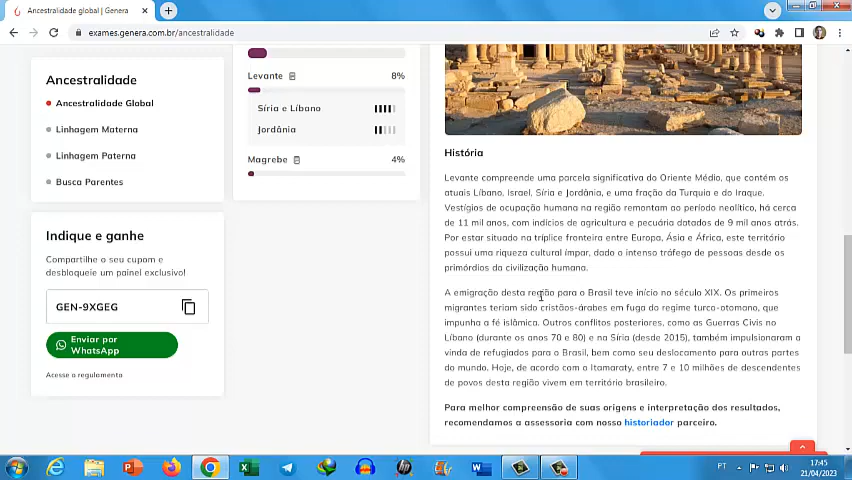 Ancestralidade global | Genera
exames.genera.com.br/ancestralidade
Ancestralidade
Ancestralidade Global
Linhagem Materna
Linhagem Paterna
Busca Parentes
Indique e ganhe
Compartilhe o seu cupom e
desbloqueie um painel exclusivo!
GEN-9XGEG
Enviar por
WhatsApp
Acesse o regulamento
Levante 8%
Síria e Líbano
Jordânia
Magrebe 4%
História
Levante compreende uma parcela significativa do Oriente Médio, que contém os
atuais Líbano, Israel, Síria e Jordânia, e uma fração da Turquia e do Iraque.
Vestígios de ocupação humana na região remontam ao período neolítico, há cerca
de 11 mil anos, com indícios de agricultura e pecuária datados de 9 mil anos atrás.
Por estar situado na tríplice fronteira entre Europa, Ásia e África, este território
possui uma riqueza cultural ímpar, dado o intenso tráfego de pessoas desde os
primórdios da civilização humana.
A emigração desta região para o Brasil teve início no século XIX. Os primeiros
migrantes teriam sido cristãos-árabes em fuga do regime turco-otomano, que
impunha a fé islâmica. Outros conflitos posteriores, como as Guerras Civis no
Líbano (durante os anos 70 e 80) e na Síria (desde 2015), também impulsionaram a
vinda de refugiados para o Brasil, bem como seu deslocamento para outras partes
do mundo. Hoje, de acordo com o Itamaraty, entre 7 e 10 milhões de descendentes
de povos desta região vivem em território brasileiro.
Para melhor compreensão de suas origens e interpretação dos resultados,
recomendamos a assessoria com nosso historiador parceiro.
PT
17:45
21/04/2023